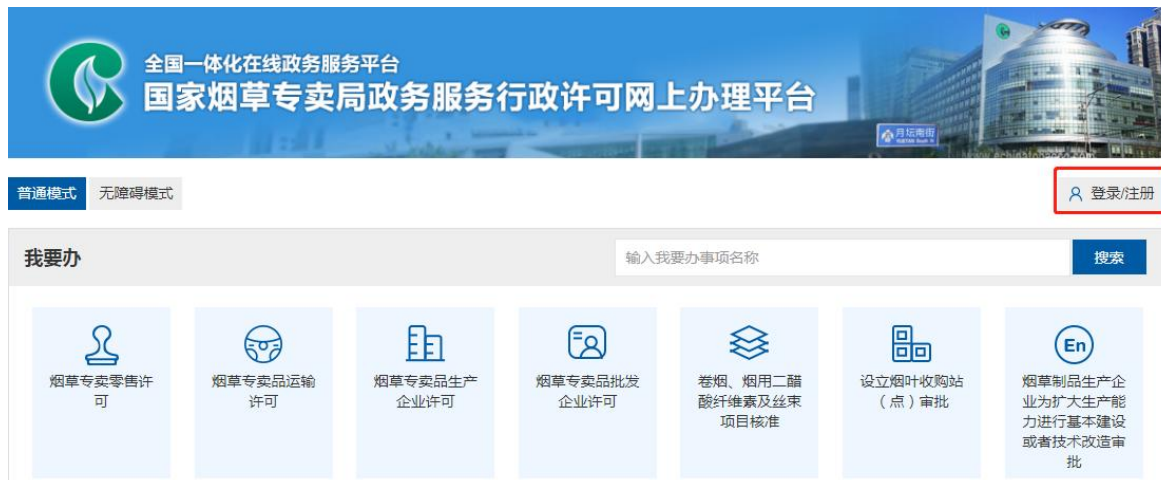 全国一体化在线政务服务平台
国家烟草专卖局政务服务行政许可网上办理平台
月坛南街
普通模式 无障碍模式
登录/注册
我要办
输入我要办事项名称
搜索
烟草专卖零售许
可
烟草专卖品运输
许可
烟草专卖品生产
企业许可
烟草专卖品批发
企业许可
卷烟、烟用二醋
酸纤维素及丝束
项目核准
设立烟叶收购站
（点）审批
En
烟草制品生产企
业为扩大生产能
力进行基本建设
或者技术改造审
批